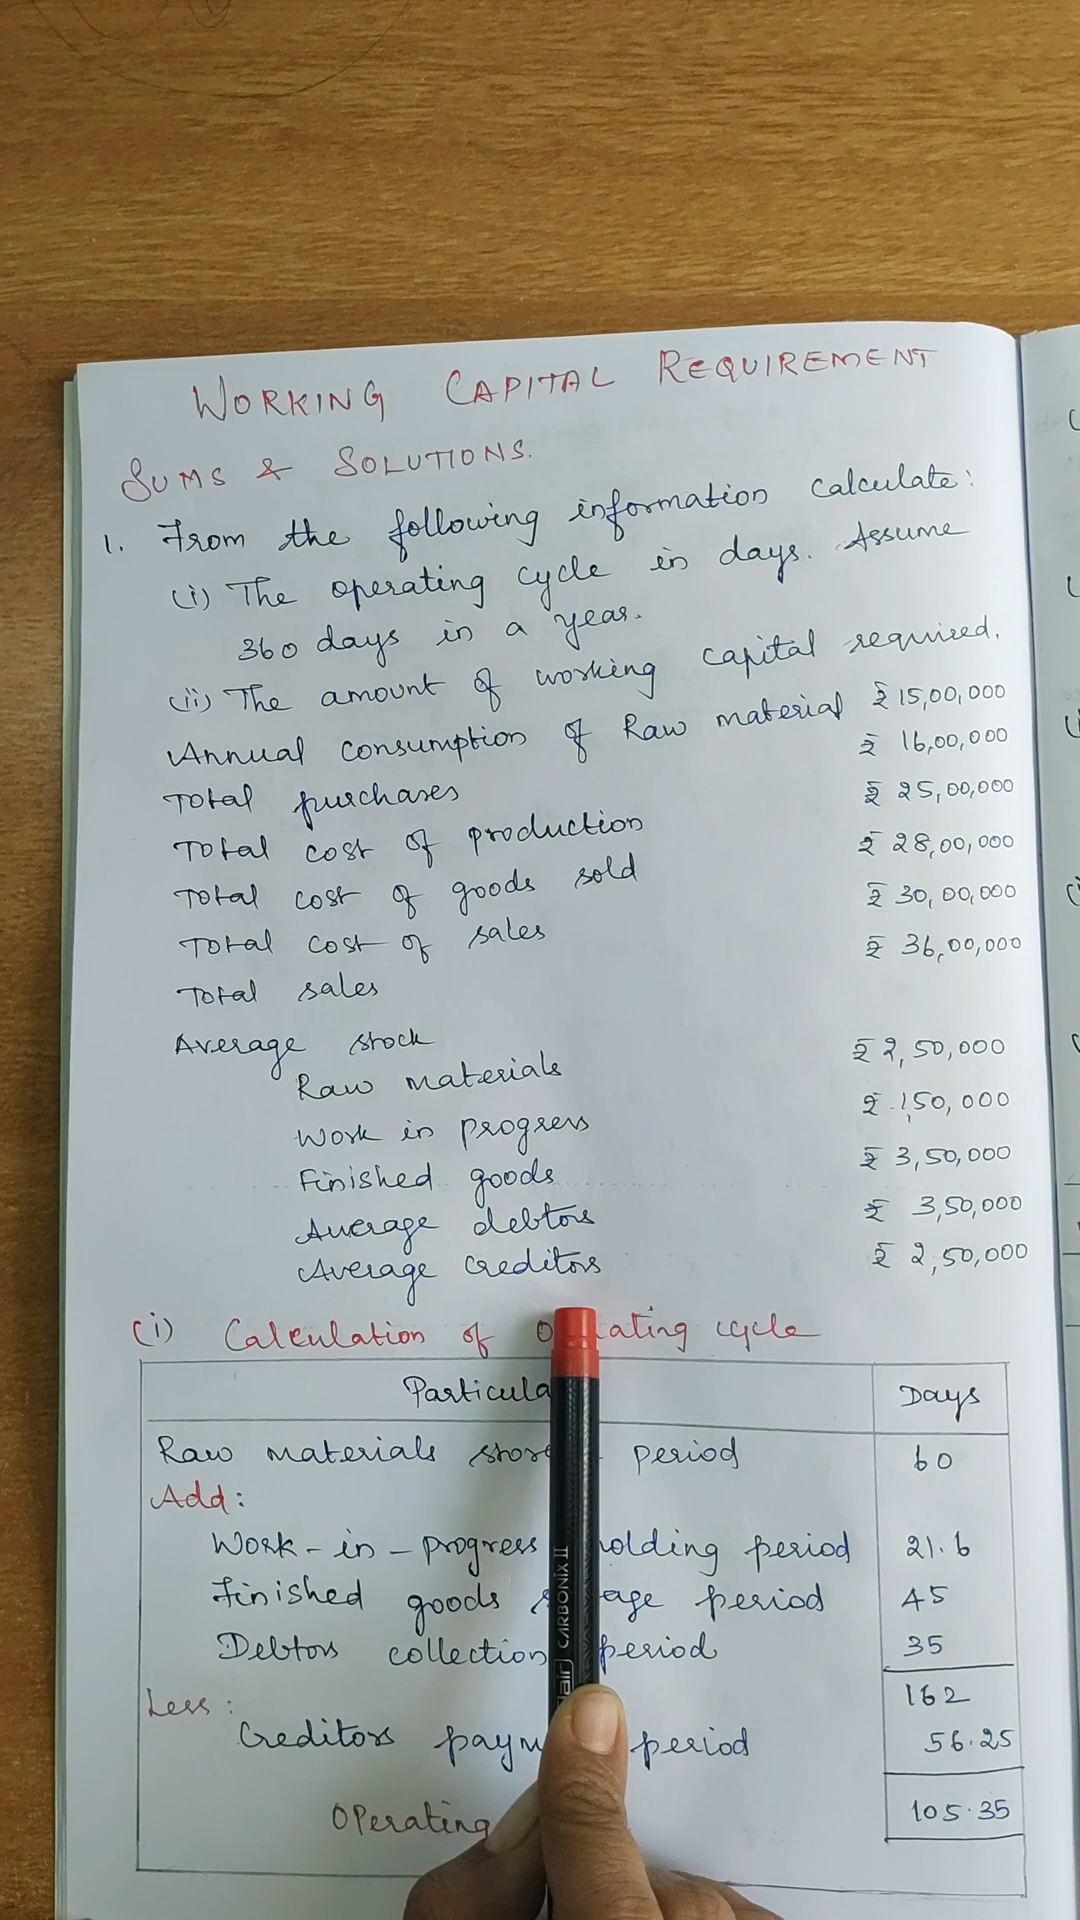 WORKING CAPITAL REQUIREMENT
SUMS & SOLUTIONS.
1. From the following information calculate:
(i) The operating cycle in days. Assume
360 days in a year.
(ii) The amount of working capital required.
Annual consumption of Raw material ₹ 15,00,000
Total purchases ₹ 16,00,000
Total cost of production ₹ 25,00,000
Total cost of goods sold ₹ 28,00,000
Total cost of sales ₹ 30,00,000
Total sales ₹ 36,00,000
Average stock
Raw materials ₹ 2,50,000
Work in progress ₹ 1,50,000
Finished goods ₹ 3,50,000
Average debtors ₹ 3,50,000
Average creditors ₹ 2,50,000
(i) Calculation of cycle
Days
Raw materials period 60
Add:
Work-in-progress holding period 21.6
Finished goods period 45
Debtors collection period 35
162
Less:
Creditors period 56.25
Operating 105.35
CARBONIX II